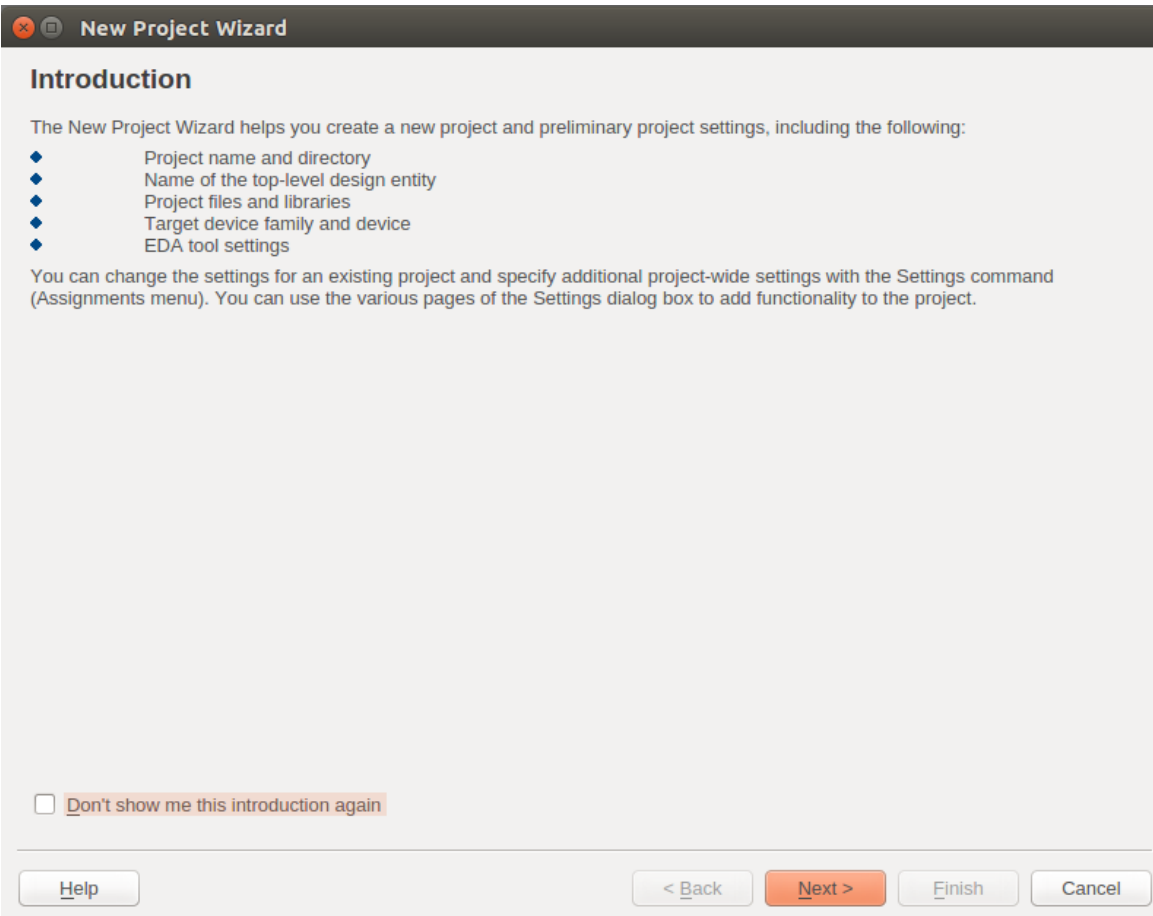 New Project Wizard
Introduction
The New Project Wizard helps you create a new project and preliminary project settings, including the following:
Project name and directory
Name of the top-level design entity
Project files and libraries
Target device family and device
EDA tool settings
You can change the settings for an existing project and specify additional project-wide settings with the Settings command
(Assignments menu). You can use the various pages of the Settings dialog box to add functionality to the project.
Don't show me this introduction again
Help < Back Next > Finish Cancel